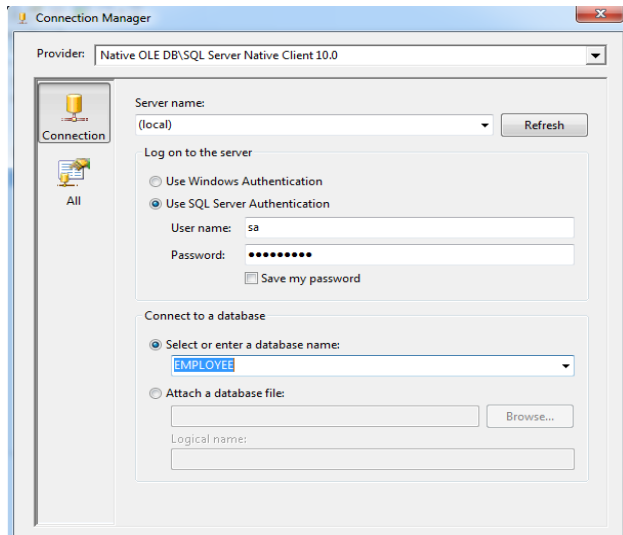 Connection Manager
Provider: Native OLE DB\SQL Server Native Client 10.0
Connection
All
Server name:
(local)
Refresh
Log on to the server
Use Windows Authentication
Use SQL Server Authentication
User name: sa
Password: •••••••••
Save my password
Connect to a database
Select or enter a database name:
EMPLOYEE
Attach a database file:
Browse...
Logical name: